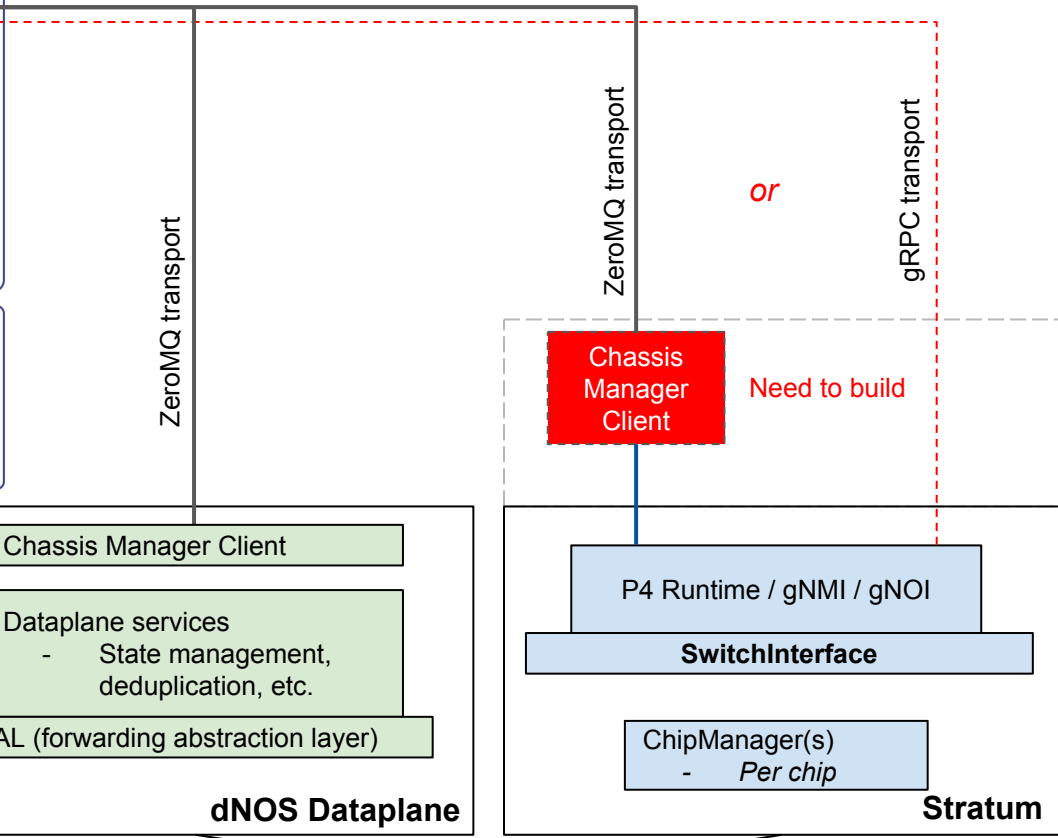 ZeroMQ transport
ZeroMQ transport
or
gRPC transport
Chassis
Manager
Client
Need to build
Chassis Manager Client
Dataplane services
- State management,
deduplication, etc.
AL (forwarding abstraction layer)
dNOS Dataplane
P4 Runtime / gNMI / gNOI
SwitchInterface
ChipManager(s)
- Per chip
Stratum